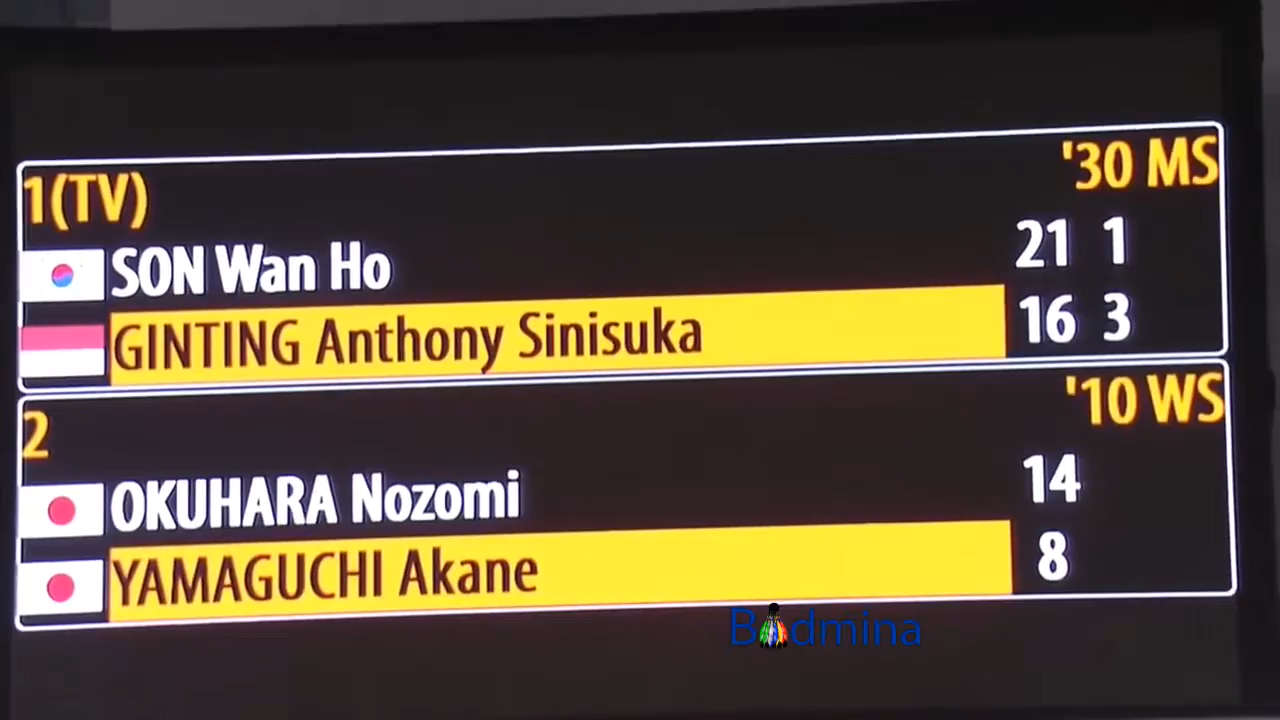 1(TV) '30 MS
SON Wan Ho 21 1
GINTING Anthony Sinisuka 16 3
2 '10 WS
OKUHARA Nozomi 14
YAMAGUCHI Akane 8
Badmina